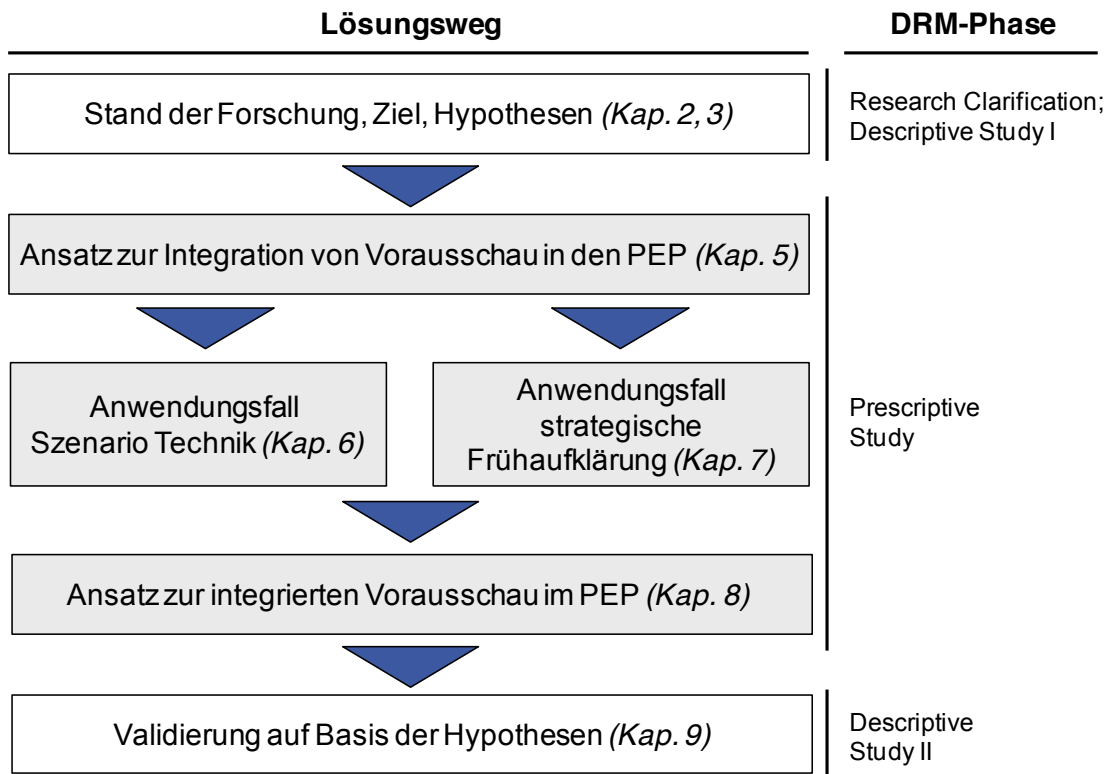 Lösungsweg
DRM-Phase
Stand der Forschung, Ziel, Hypothesen (Kap. 2, 3)
Research Clarification;
Descriptive Study I
Ansatz zur Integration von Vorausschau in den PEP (Kap. 5)
Anwendungsfall
Szenario Technik (Kap. 6)
Anwendungsfall
strategische
Frühaufklärung (Kap. 7)
Prescriptive
Study
Ansatz zur integrierten Vorausschau im PEP (Kap. 8)
Validierung auf Basis der Hypothesen (Kap. 9)
Descriptive
Study II